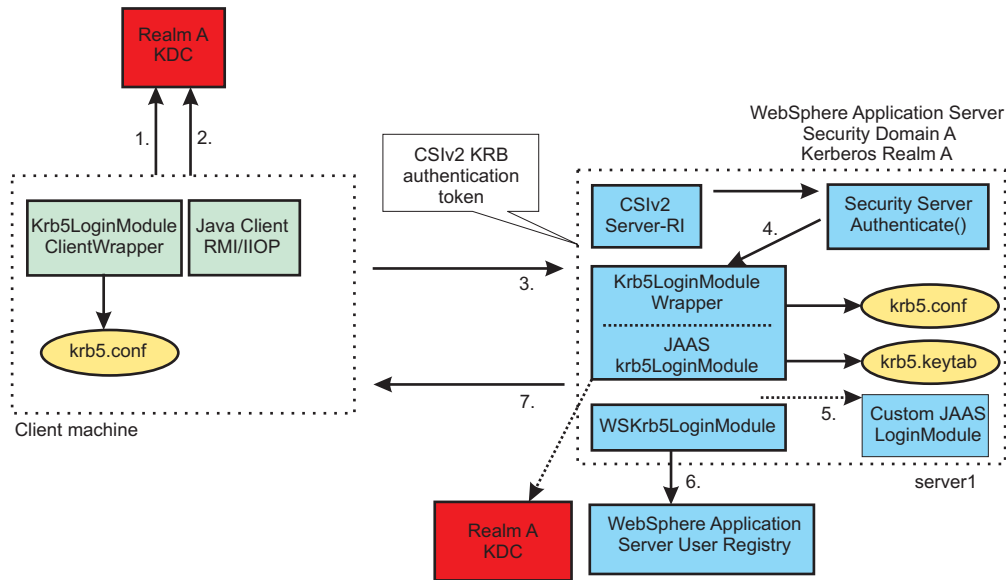 Realm A
KDC
1.
2.
WebSphere Application Server
Security Domain A
Kerberos Realm A
CSIv2 KRB
authentication
token
Krb5LoginModule
ClientWrapper
Java Client
RMI/IIOP
krb5.conf
Client machine
3.
7.
CSIv2
Server-RI
Security Server
Authenticate()
4.
Krb5LoginModule
Wrapper
JAAS
krb5LoginModule
krb5.conf
krb5.keytab
5.
WSKrb5LoginModule
Custom JAAS
LoginModule
server1
6.
Realm A
KDC
WebSphere Application
Server User Registry